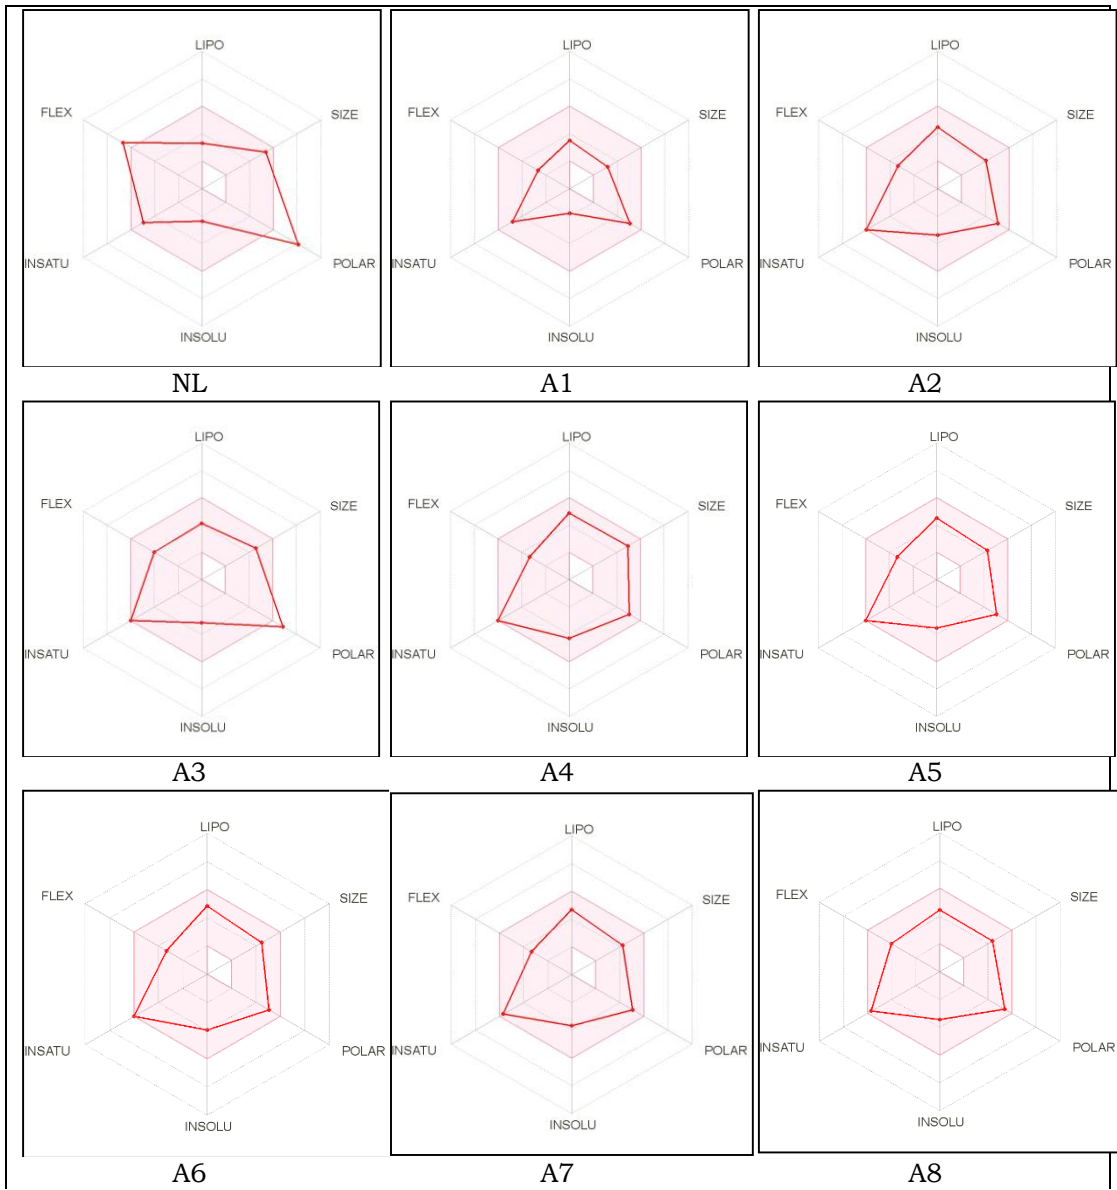 LIPO
FLEX
SIZE
INSATU
POLAR
INSOLU
NL
LIPO
FLEX
SIZE
INSATU
POLAR
INSOLU
A1
LIPO
FLEX
SIZE
INSATU
POLAR
INSOLU
A2
LIPO
FLEX
SIZE
INSATU
POLAR
INSOLU
A3
LIPO
FLEX
SIZE
INSATU
POLAR
INSOLU
A4
LIPO
FLEX
SIZE
INSATU
POLAR
INSOLU
A5
LIPO
FLEX
SIZE
INSATU
POLAR
INSOLU
A6
LIPO
FLEX
SIZE
INSATU
POLAR
INSOLU
A7
LIPO
FLEX
SIZE
INSATU
POLAR
INSOLU
A8